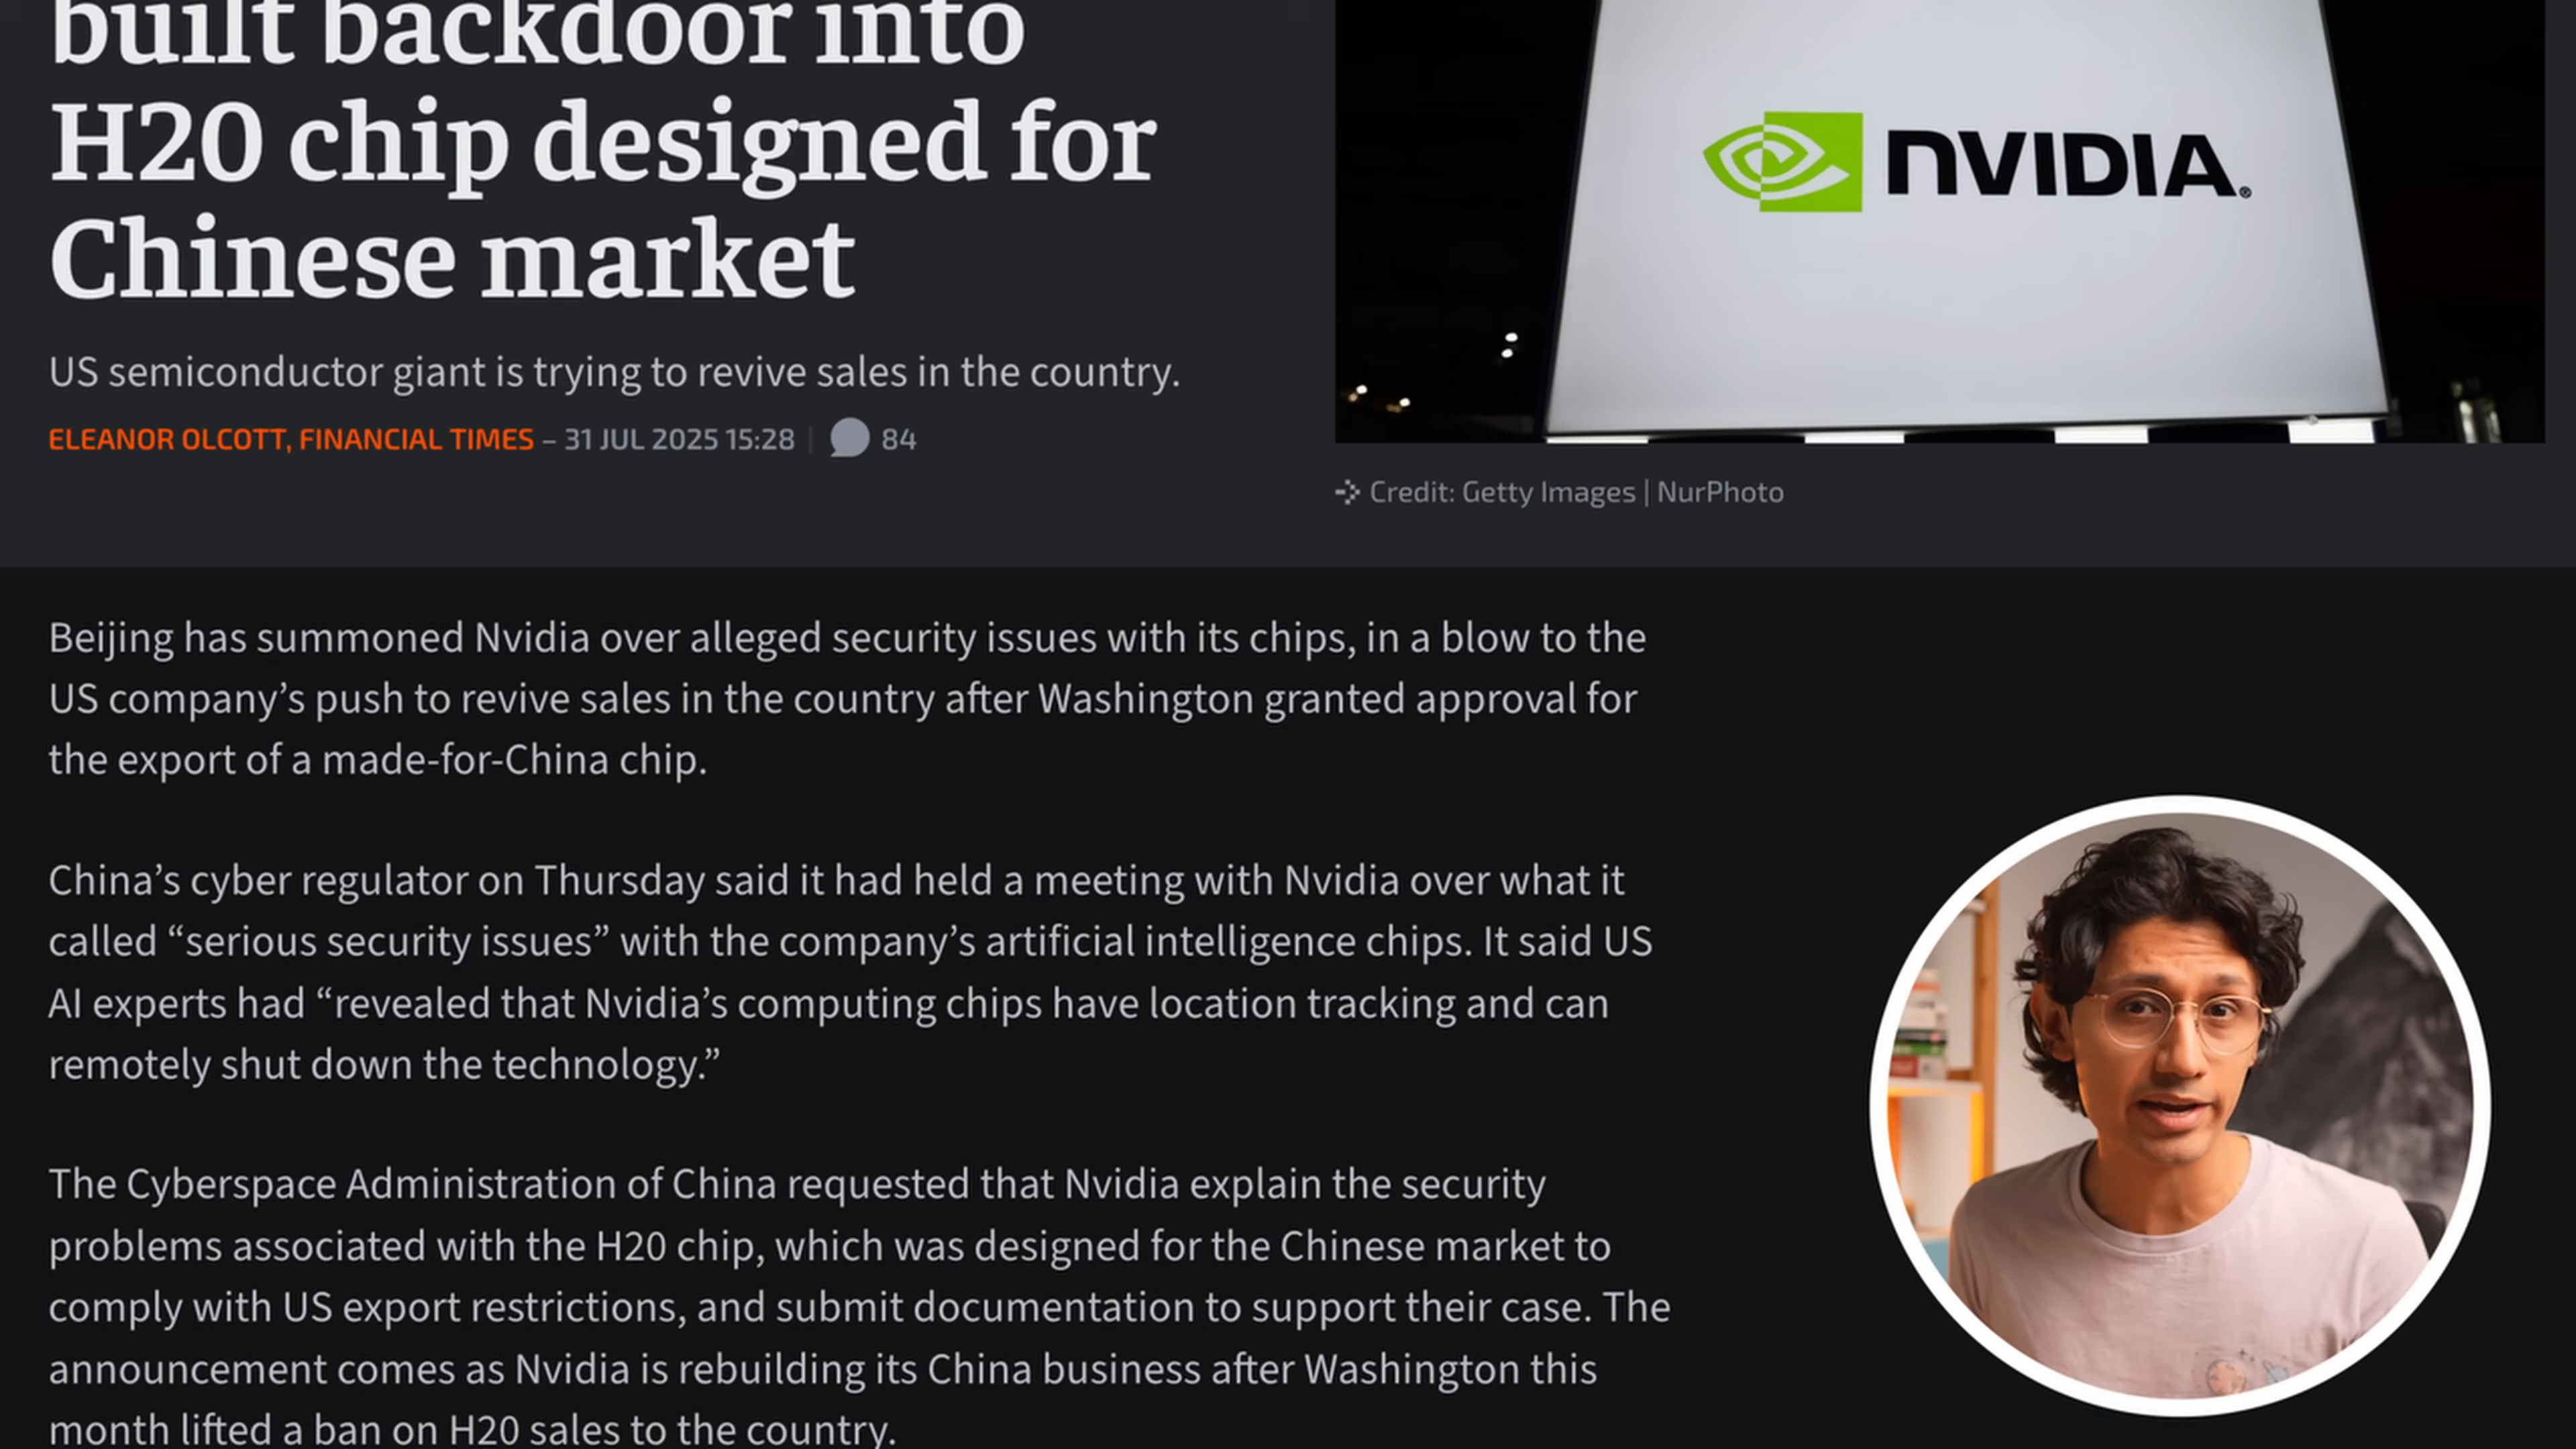 built backdoor into
H20 chip designed for
Chinese market
US semiconductor giant is trying to revive sales in the country.
ELEANOR OLCOTT, FINANCIAL TIMES – 31 JUL 2025 15:28 | 84
NVIDIA®
Credit: Getty Images | NurPhoto
Beijing has summoned Nvidia over alleged security issues with its chips, in a blow to the
US company’s push to revive sales in the country after Washington granted approval for
the export of a made-for-China chip.
China’s cyber regulator on Thursday said it had held a meeting with Nvidia over what it
called “serious security issues” with the company’s artificial intelligence chips. It said US
AI experts had “revealed that Nvidia’s computing chips have location tracking and can
remotely shut down the technology.”
The Cyberspace Administration of China requested that Nvidia explain the security
problems associated with the H20 chip, which was designed for the Chinese market to
comply with US export restrictions, and submit documentation to support their case. The
announcement comes as Nvidia is rebuilding its China business after Washington this
month lifted a ban on H20 sales to the country.